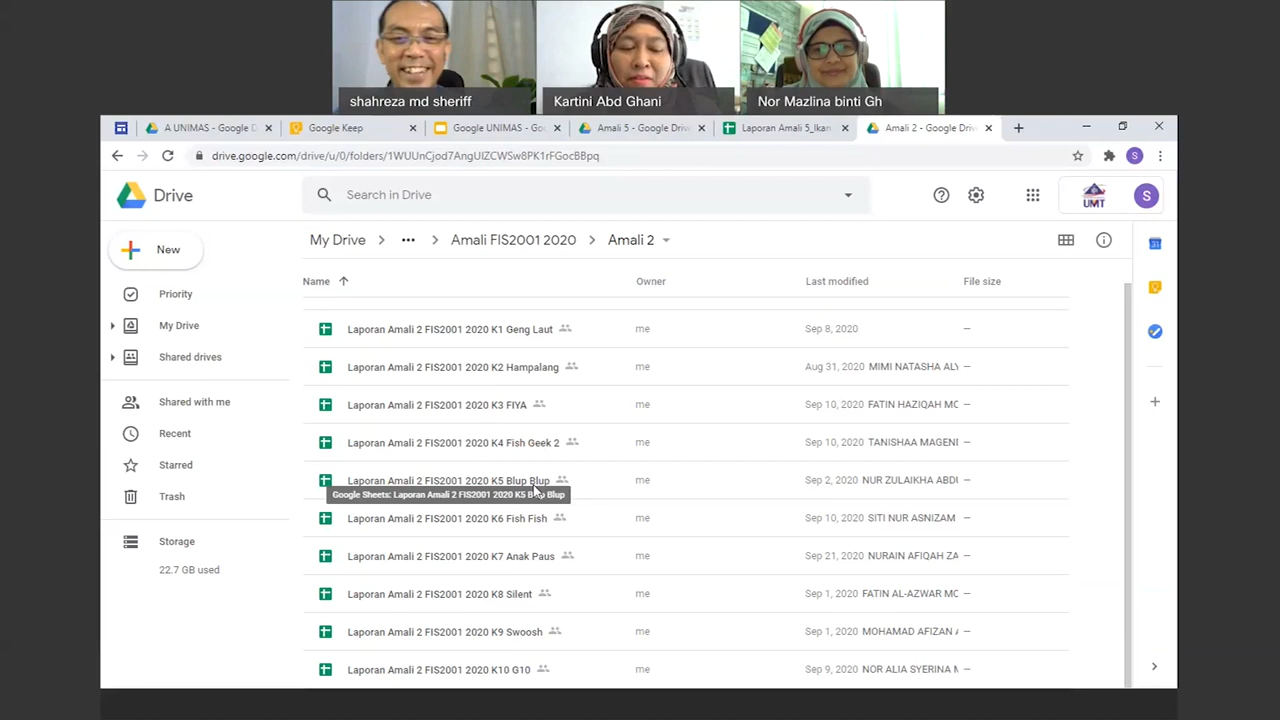 shahreza md sheriff
Kartini Abd Ghani
Nor Mazlina binti Gh
A UNIMAS - Google D
Google Keep
Google UNIMAS - Goo
Amali 5 - Google Drive
Laporan Amali 5_Ikan
Amali 2 - Google Drive
drive.google.com/drive/u/0/folders/1WUUnCjod7AngUlZCWSw8PK1rFGocBBpq
S
Drive
Search in Drive
UMT
S
New
My Drive
Amali FIS2001 2020
Amali 2
Name
Owner
Last modified
File size
Priority
My Drive
Shared drives
Shared with me
Recent
Starred
Trash
Storage
22.7 GB used
Laporan Amali 2 FIS2001 2020 K1 Geng Laut me Sep 8, 2020 –
Laporan Amali 2 FIS2001 2020 K2 Hampalang me Aug 31, 2020 MIMI NATASHA ALY –
Laporan Amali 2 FIS2001 2020 K3 FIYA me Sep 10, 2020 FATIN HAZIQAH MO –
Laporan Amali 2 FIS2001 2020 K4 Fish Geek 2 me Sep 10, 2020 TANISHAA MAGEN –
Laporan Amali 2 FIS2001 2020 K5 Blup Blup me Sep 2, 2020 NUR ZULAIKHA ABD –
Google Sheets: Laporan Amali 2 FIS2001 2020 K5 Blup Blup
Laporan Amali 2 FIS2001 2020 K6 Fish Fish me Sep 10, 2020 SITI NUR ASNIZAM –
Laporan Amali 2 FIS2001 2020 K7 Anak Paus me Sep 21, 2020 NURAIN AFIQAH ZA –
Laporan Amali 2 FIS2001 2020 K8 Silent me Sep 1, 2020 FATIN AL-AZWAR MO –
Laporan Amali 2 FIS2001 2020 K9 Swoosh me Sep 1, 2020 MOHAMAD AFIZAN A –
Laporan Amali 2 FIS2001 2020 K10 G10 me Sep 9, 2020 NOR ALIA SYERINA M –